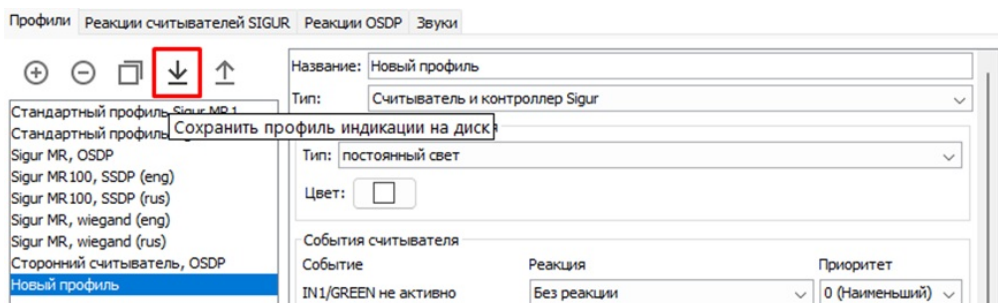 Профили Реакции считывателей SIGUR Реакции OSDP Звуки
Название: Новый профиль
Тип: Считыватель и контроллер Sigur
Стандартный профиль Sigur MR1
Сохранить профиль индикации на диск
Стандартный профиль
Тип: постоянный свет
Sigur MR, OSDP
Sigur MR100, SSDP (eng)
Цвет:
Sigur MR100, SSDP (rus)
Sigur MR, wiegand (eng)
Sigur MR, wiegand (rus)
События считывателя
Сторонний считыватель, OSDP
Событие Реакция Приоритет
Новый профиль
IN1/GREEN не активно Без реакции 0 (Наименьший)